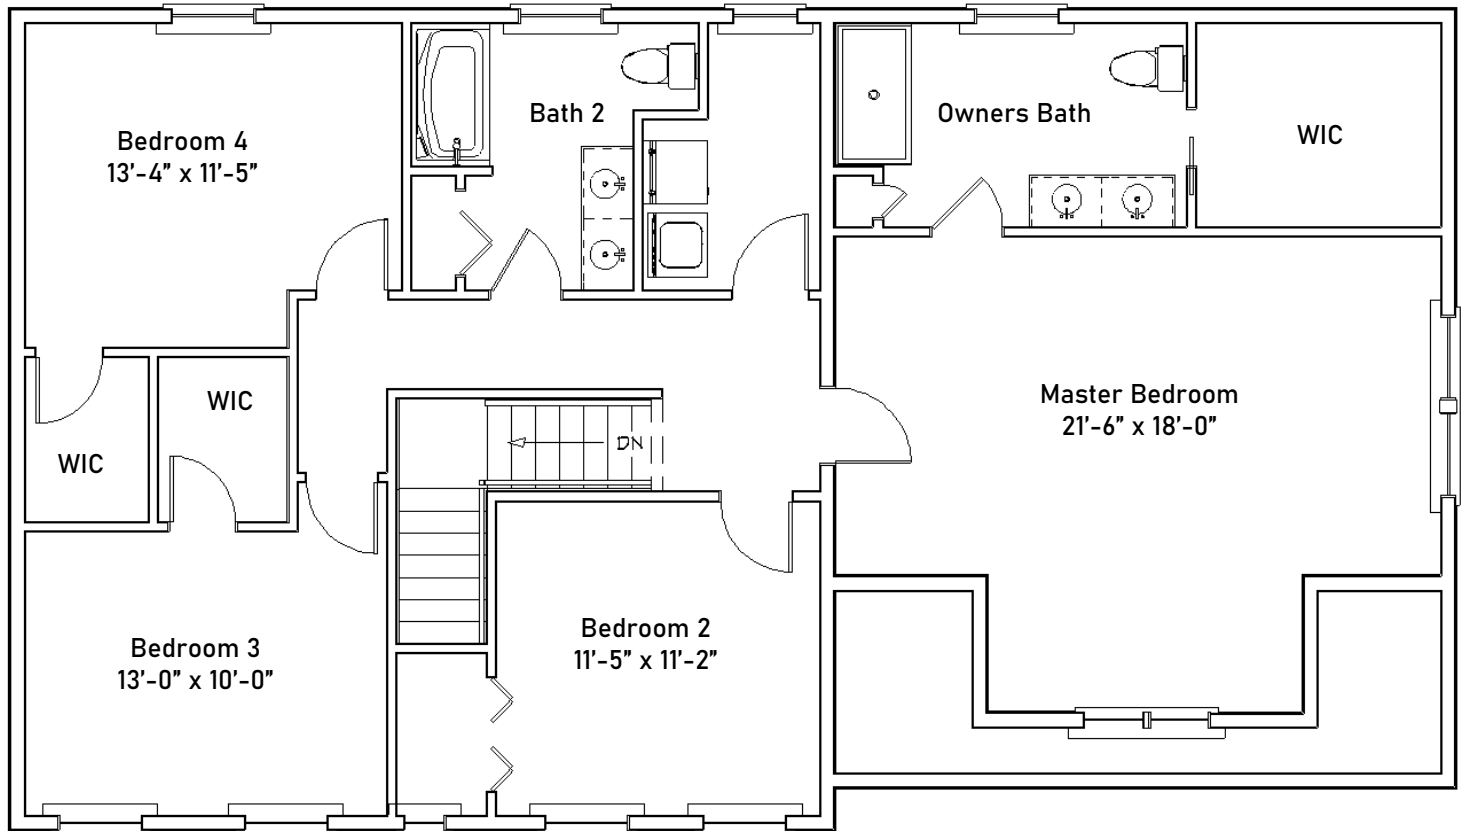 Bedroom 4
13'-4" x 11'-5"
Bath 2
Owners Bath
WIC
WIC
WIC
Master Bedroom
21'-6" x 18'-0"
DN
Bedroom 3
13'-0" x 10'-0"
Bedroom 2
11'-5" x 11'-2"